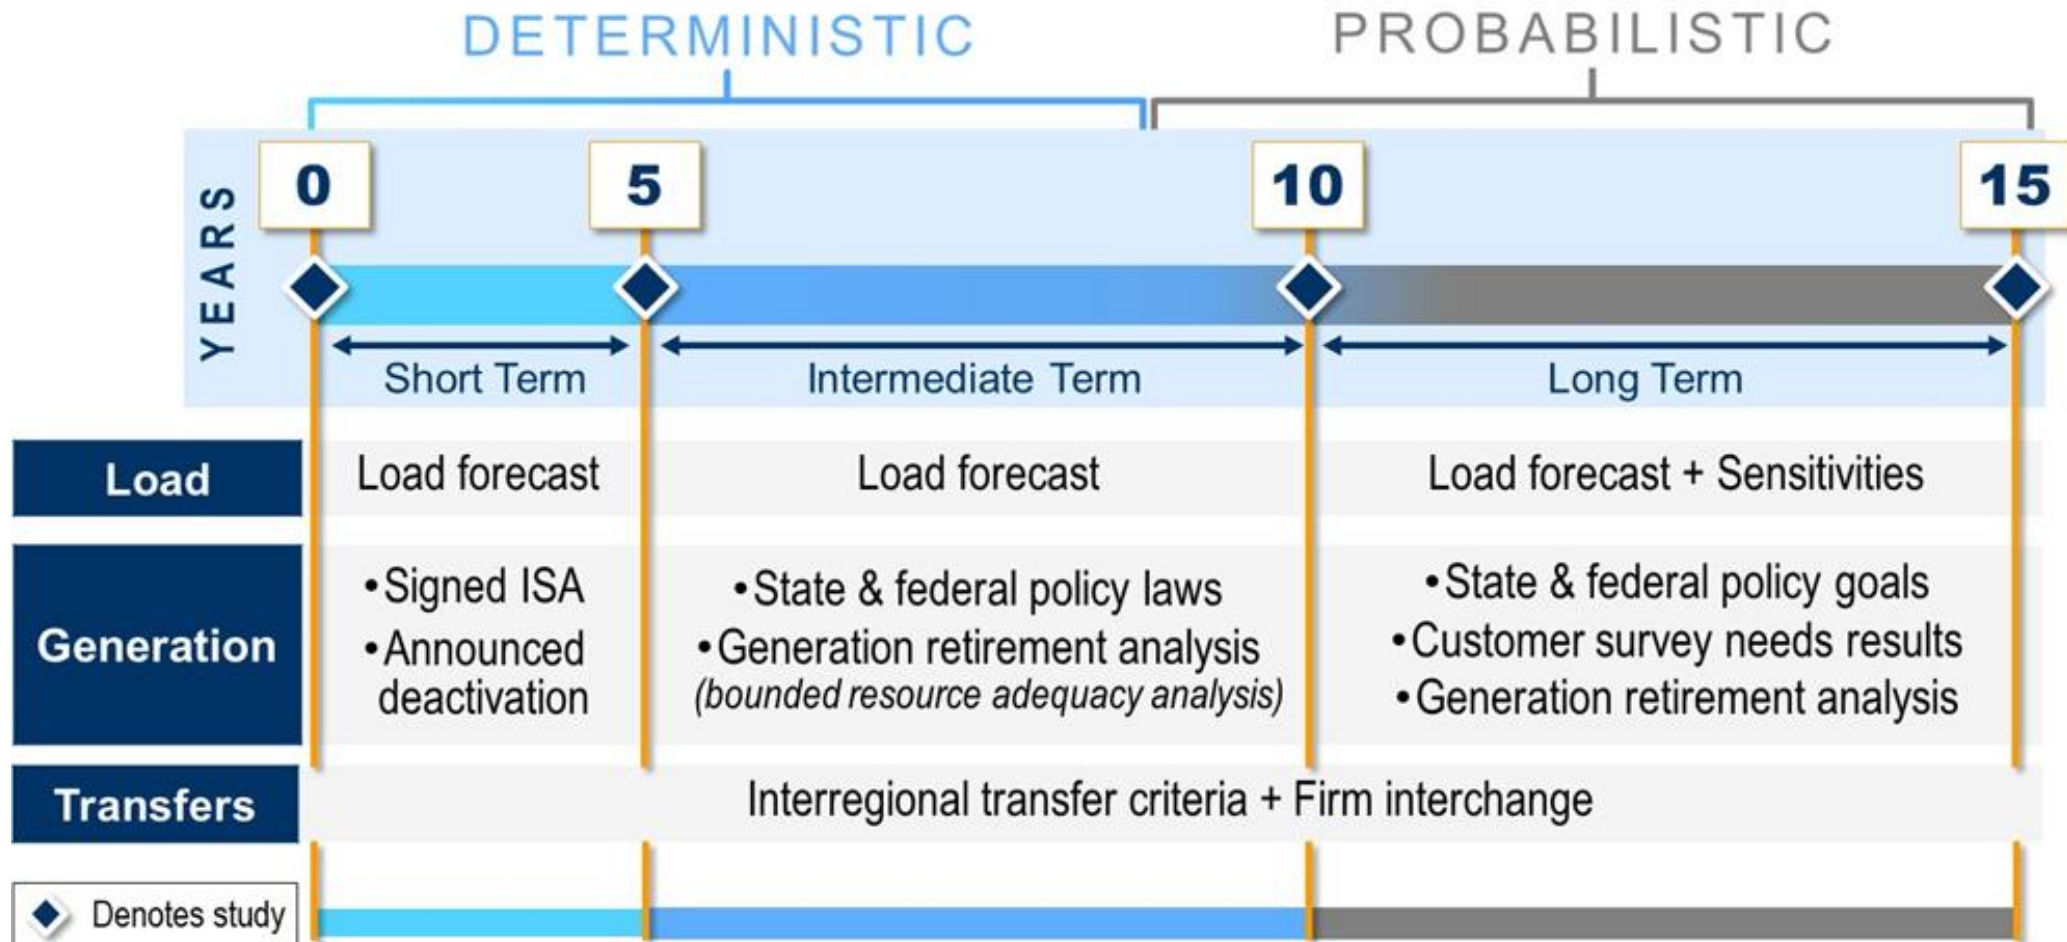 DETERMINISTIC
PROBABILISTIC
YEARS
0
5
10
15
Short Term
Intermediate Term
Long Term
Load
Load forecast
Load forecast
Load forecast + Sensitivities
Generation
•Signed ISA
•Announced
deactivation
•State & federal policy laws
•Generation retirement analysis
(bounded resource adequacy analysis)
•State & federal policy goals
•Customer survey needs results
•Generation retirement analysis
Transfers
Interregional transfer criteria + Firm interchange
Denotes study